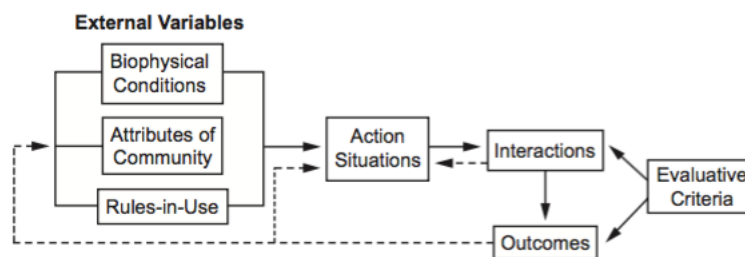 External Variables
Biophysical
Conditions
Attributes of
Community
Rules-in-Use
Action
Situations
Interactions
Outcomes
Evaluative
Criteria